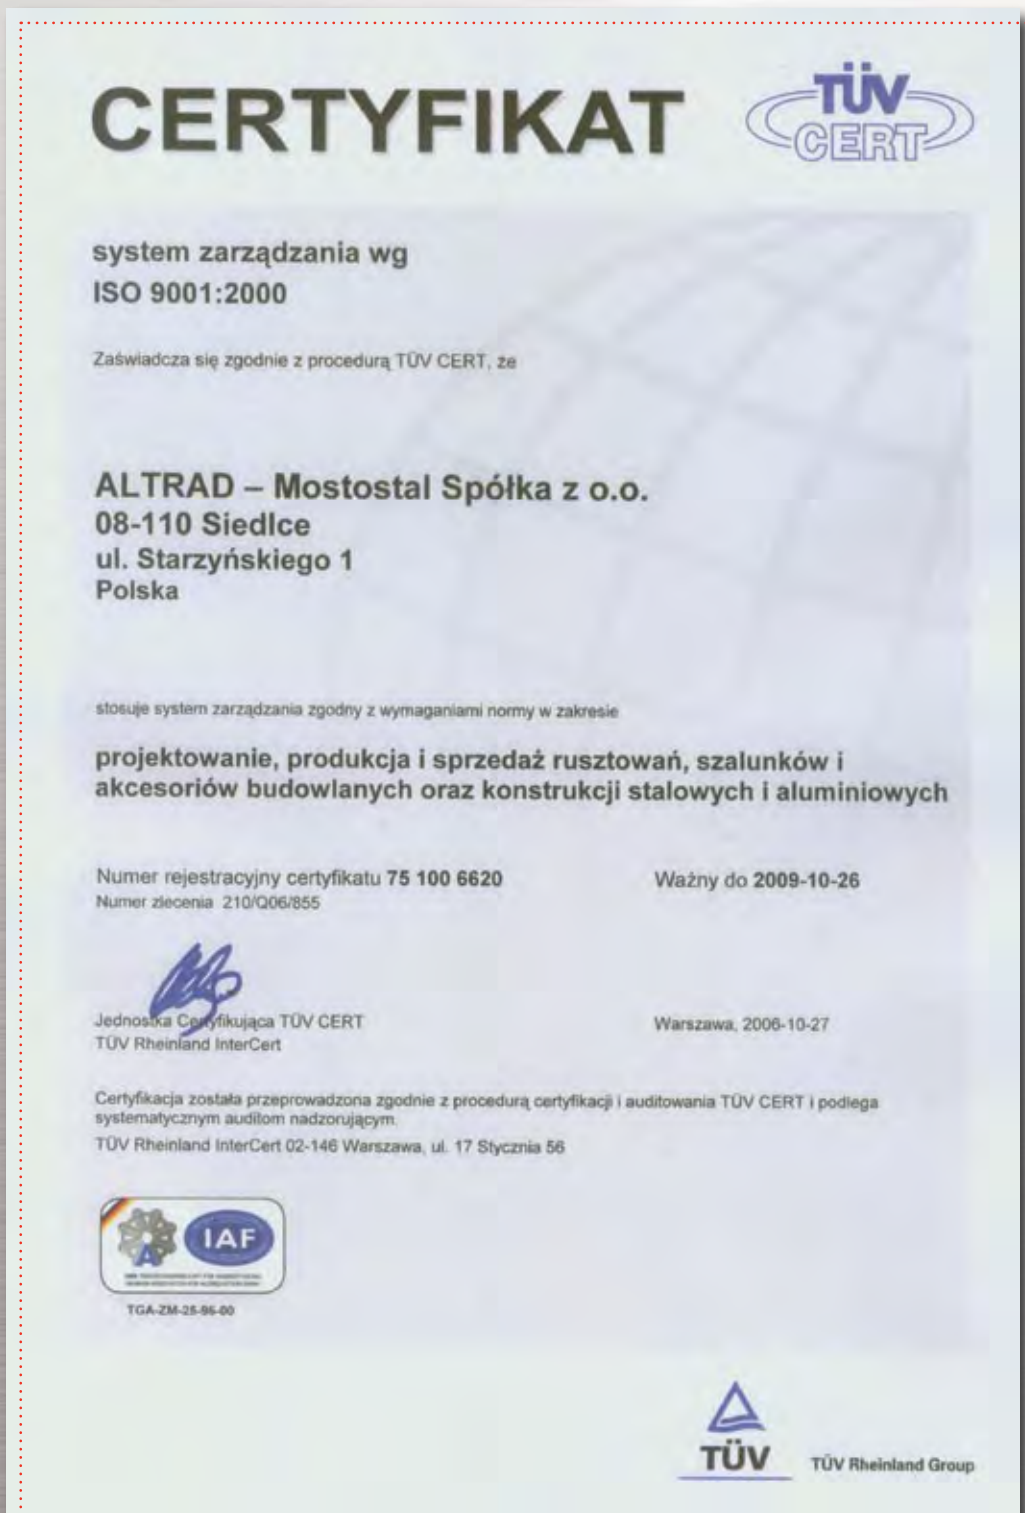 CERTYFIKAT
TÜV
CERT
system zarządzania wg
ISO 9001:2000
Zaświadcza się zgodnie z procedurą TÜV CERT, że
ALTRAD – Mostostal Spółka z o.o.
08-110 Siedlce
ul. Starzyńskiego 1
Polska
stosuje system zarządzania zgodny z wymaganiami normy w zakresie
projektowanie, produkcja i sprzedaż rusztowań, szalunków i
akcesoriów budowlanych oraz konstrukcji stalowych i aluminiowych
Numer rejestracyjny certyfikatu 75 100 6620
Ważny do 2009-10-26
Numer zlecenia 210/Q06/855
Jednostka Certyfikująca TÜV CERT
Warszawa, 2006-10-27
TÜV Rheinland InterCert
Certyfikacja została przeprowadzona zgodnie z procedurą certyfikacji i auditowania TÜV CERT i podlega
systematycznym auditom nadzorującym.
TÜV Rheinland InterCert 02-146 Warszawa, ul. 17 Stycznia 56
A
IAF
TGA-ZM-25-96-00
TÜV
TÜV Rheinland Group